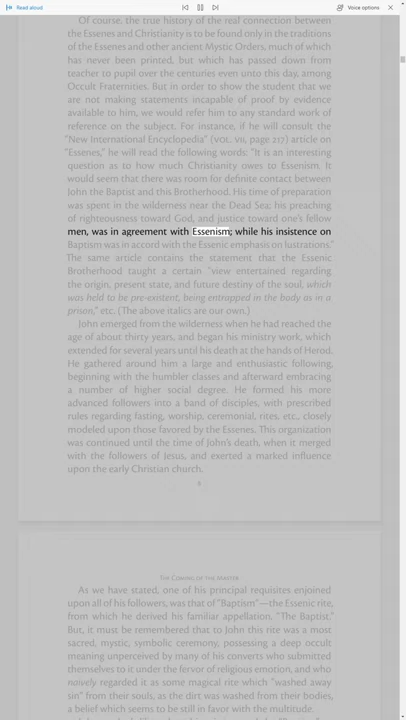 Read aloud
Voice options
Of course, the true history of the real connection between
the Essenes and Christianity is to be found only in the traditions
of the Essenes and other ancient Mystic Orders, much of which
has never been printed, but which has passed down from
teacher to pupil over the centuries even unto this day, among
Occult Fraternities. But in order to show the student that we
are not making statements incapable of proof by evidence
available to him, we would refer him to any standard work of
reference on the subject. For instance, if he will consult the
"New International Encyclopedia" (vol. vii, page 217) article on
"Essenes," he will read the following words: "It is an interesting
question as to how much Christianity owes to Essenism. It
would seem that there was room for definite contact between
John the Baptist and this Brotherhood. His time of preparation
was spent in the wilderness near the Dead Sea; his preaching
of righteousness toward God, and justice toward one's fellow
men, was in agreement with Essenism; while his insistence on
Baptism was in accord with the Essenic emphasis on lustrations."
The same article contains the statement that the Essenic
Brotherhood taught a certain "view entertained regarding
the origin, present state, and future destiny of the soul, which
was held to be pre-existent, being entrapped in the body as in a
prison," etc. (The above italics are our own.)
John emerged from the wilderness when he had reached the
age of about thirty years, and began his ministry work, which
extended for several years until his death at the hands of Herod.
He gathered around him a large and enthusiastic following,
beginning with the humbler classes and afterward embracing
a number of higher social degree. He formed his more
advanced followers into a band of disciples, with prescribed
rules regarding fasting, worship, ceremonial, rites, etc., closely
modeled upon those favored by the Essenes. This organization
was continued until the time of John's death, when it merged
with the followers of Jesus, and exerted a marked influence
upon the early Christian church.
The Coming of the Master
As we have stated, one of his principal requisites enjoined
upon all of his followers, was that of "Baptism"—the Essenic rite,
from which he derived his familiar appellation, "The Baptist."
But, it must be remembered that to John this rite was a most
sacred, mystic, symbolic ceremony, possessing a deep occult
meaning unperceived by many of his converts who submitted
themselves to it under the fervor of religious emotion, and who
naively regarded it as some magical rite which "washed away
sin" from their souls, as the dirt was washed from their bodies,
a belief which seems to be still in favor with the multitude.